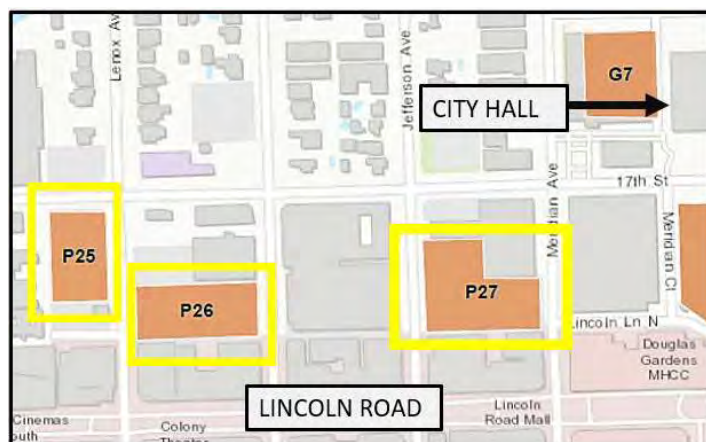 Lenox Ave
Jefferson Ave
G7
CITY HALL
17th St
Meridian Ave
Meridian Ct
P25
P26
P27
Lincoln Ln N
Douglas
Gardens
MHCC
LINCOLN ROAD
Lincoln
Road Mall
Cinemas
outh
Colony